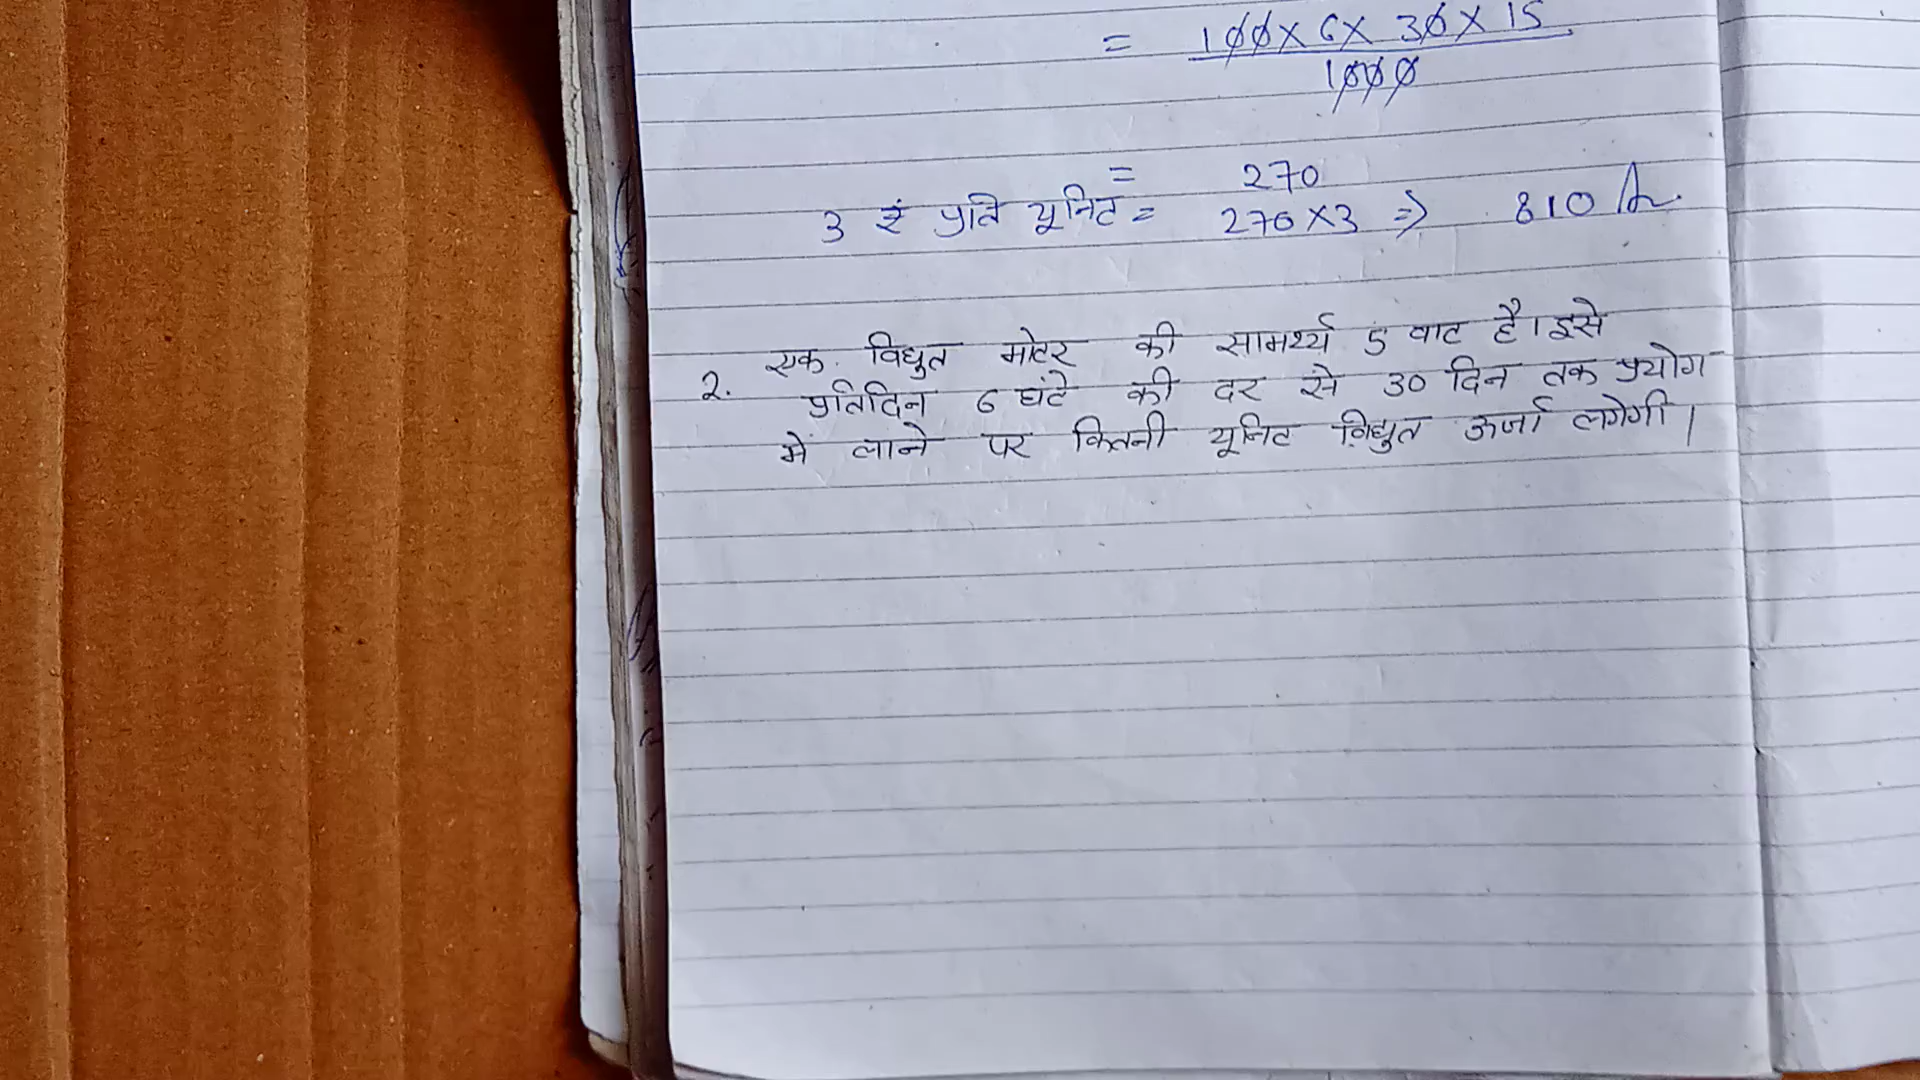 = 100 × 6 × 30 × 15
1000
= 270
3 रू प्रति यूनिट = 270 × 3 => 810 Rs.
2. एक विधुत मोटर की सामर्थ्य 5 वाट है। इसे
प्रतिदिन 6 घंटे की दर से 30 दिन तक प्रयोग
में लाने पर कितनी यूनिट विधुत ऊर्जा लगेगी।